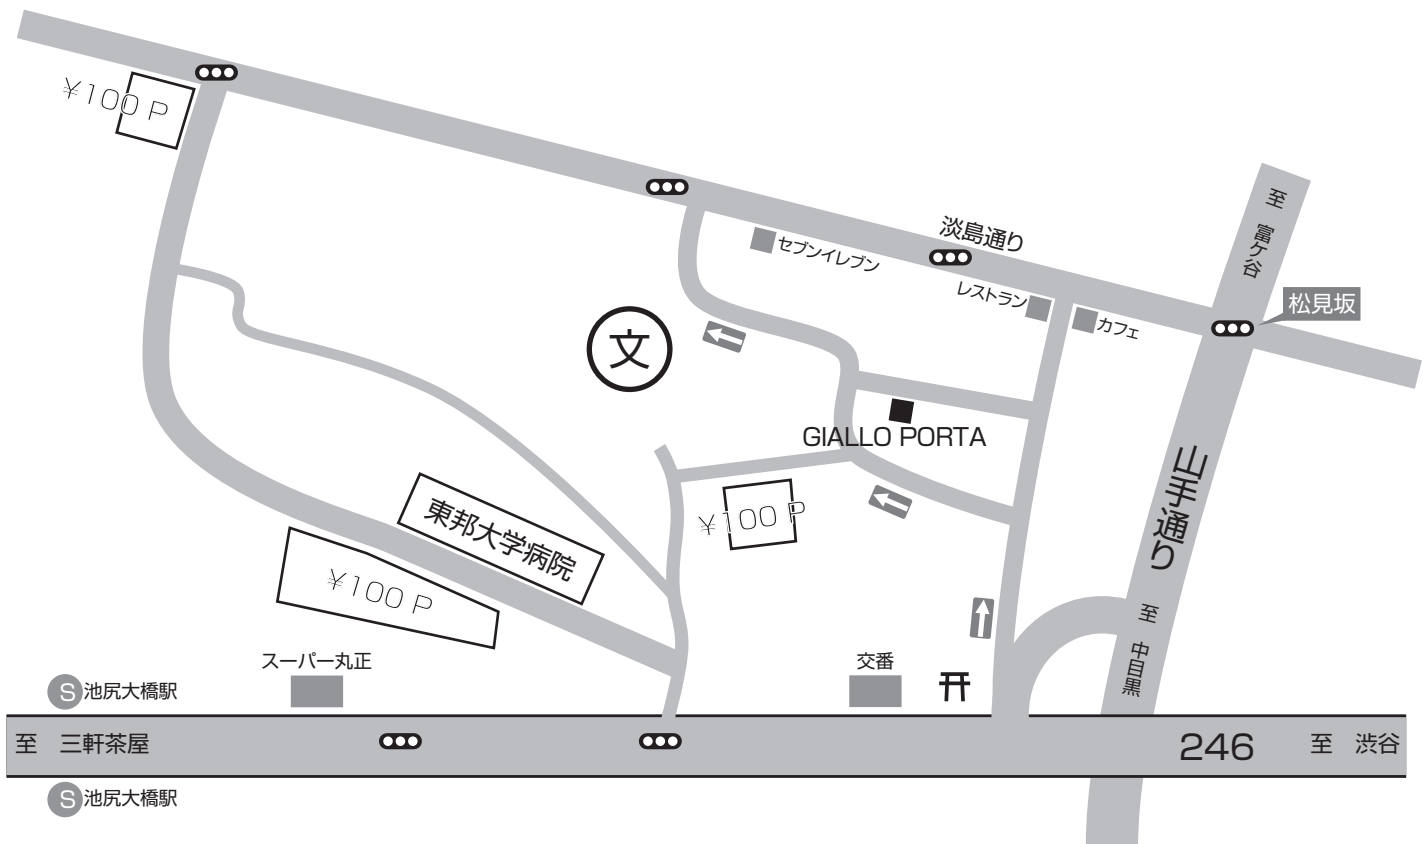 ¥100 P
淡島通り
セブンイレブン
レストラン
カフェ
至 富ケ谷
松見坂
文
GIALLO PORTA
山手通り
東邦大学病院
¥100 P
¥100 P
至 中目黒
スーパー丸正
交番
S 池尻大橋駅
至 三軒茶屋
246
至 渋谷
S 池尻大橋駅